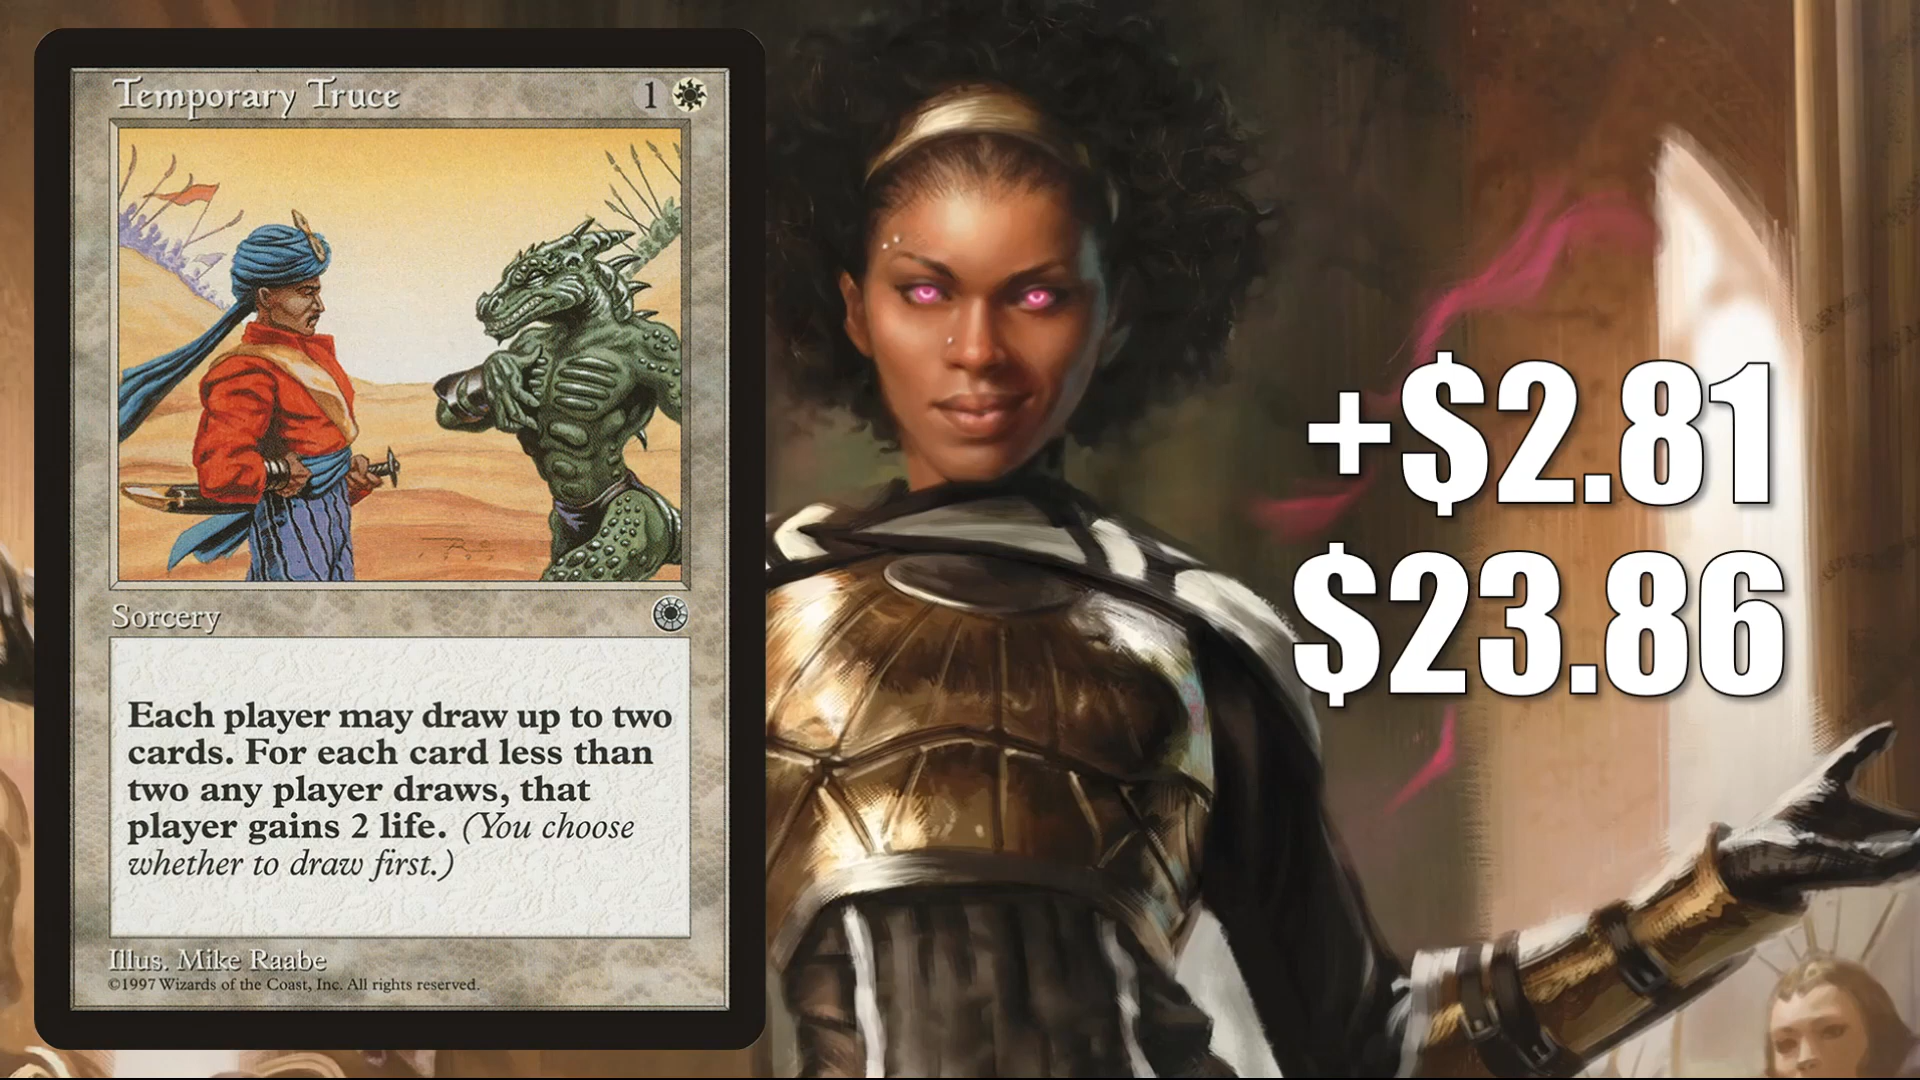 Temporary Truce 1
Sorcery
Each player may draw up to two
cards. For each card less than
two any player draws, that
player gains 2 life. (You choose
whether to draw first.)
Illus. Mike Raabe
©1997 Wizards of the Coast, Inc. All rights reserved.
+$2.81
$23.86